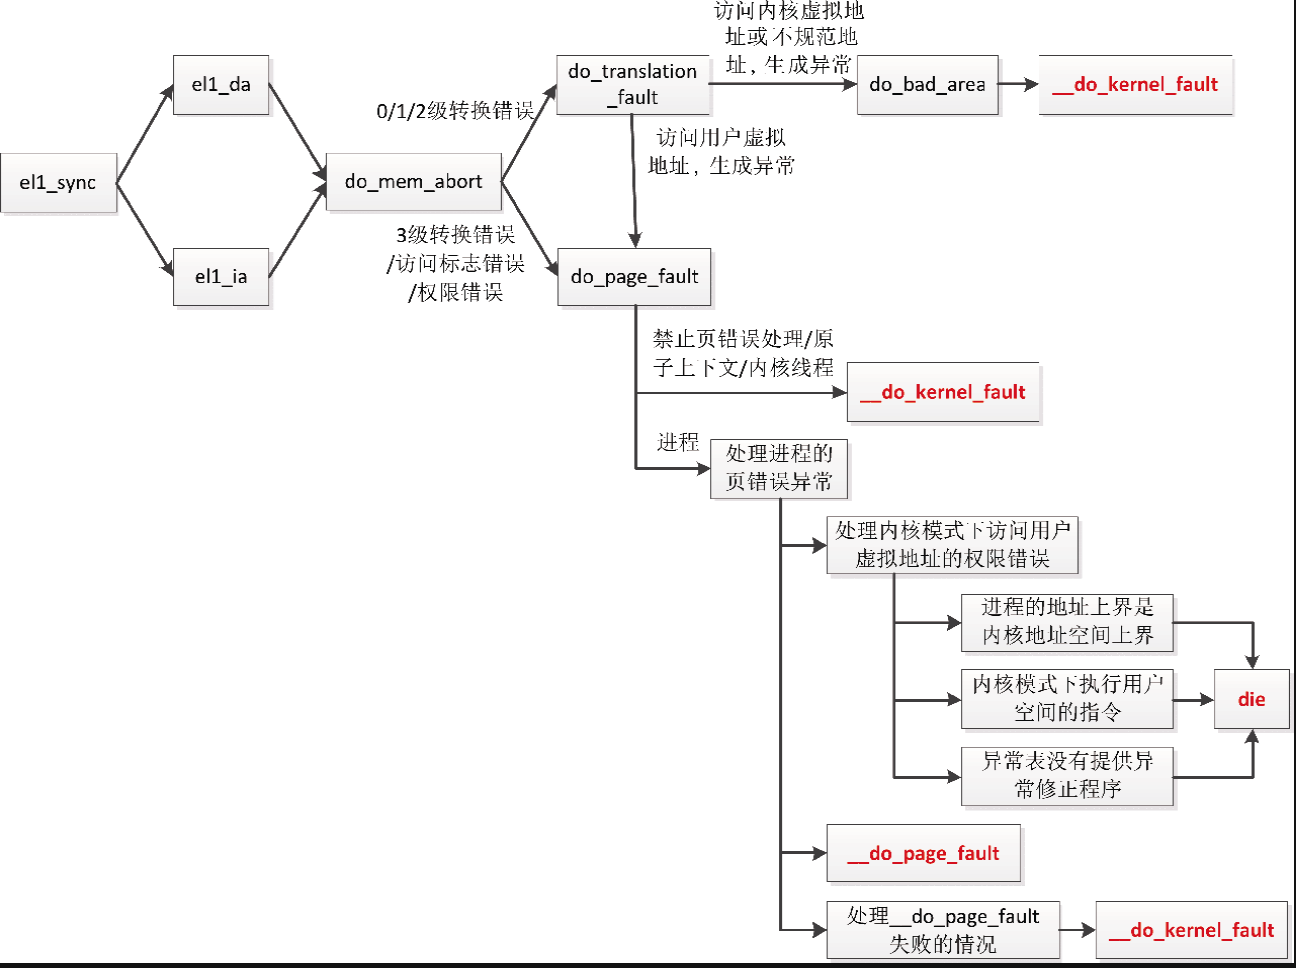 访问内核虚拟地
址或不规范地
址，生成异常
el1_da
do_translation
_fault
do_bad_area
__do_kernel_fault
0/1/2级转换错误
访问用户虚拟
地址，生成异常
el1_sync
do_mem_abort
3级转换错误
/访问标志错误
/权限错误
el1_ia
do_page_fault
禁止页错误处理/原
子上下文/内核线程
__do_kernel_fault
进程
处理进程的
页错误异常
处理内核模式下访问用户
虚拟地址的权限错误
进程的地址上界是
内核地址空间上界
内核模式下执行用户
空间的指令
die
异常表没有提供异
常修正程序
__do_page_fault
处理__do_page_fault
失败的情况
__do_kernel_fault